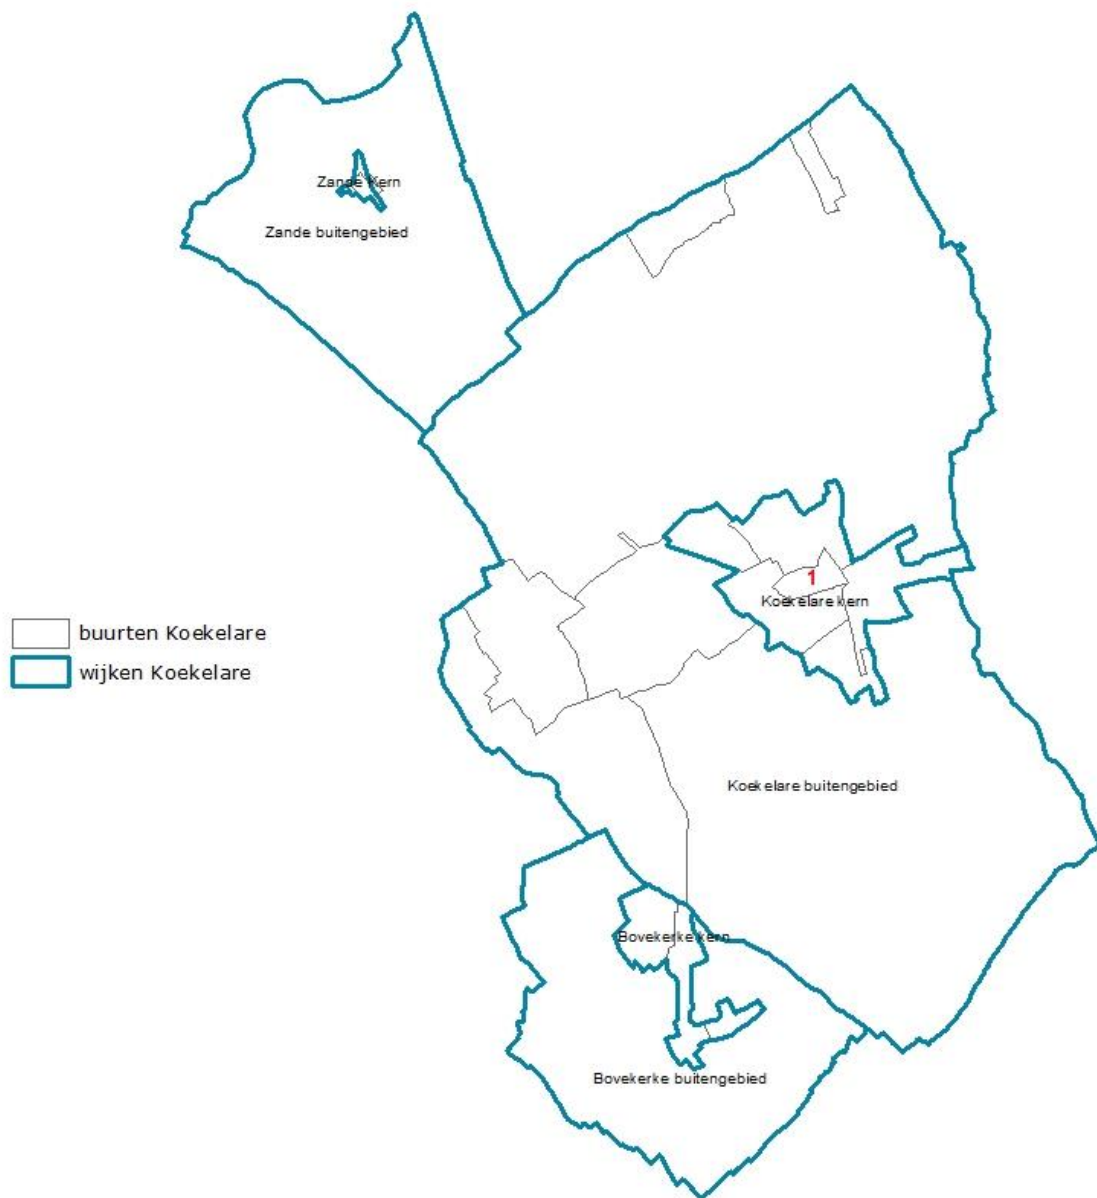 Zande Kern
Zande buitengebied
1
Koekelare kern
buurten Koekelare
wijken Koekelare
Koekelare buitengebied
Bovekerke kern
Bovekerke buitengebied